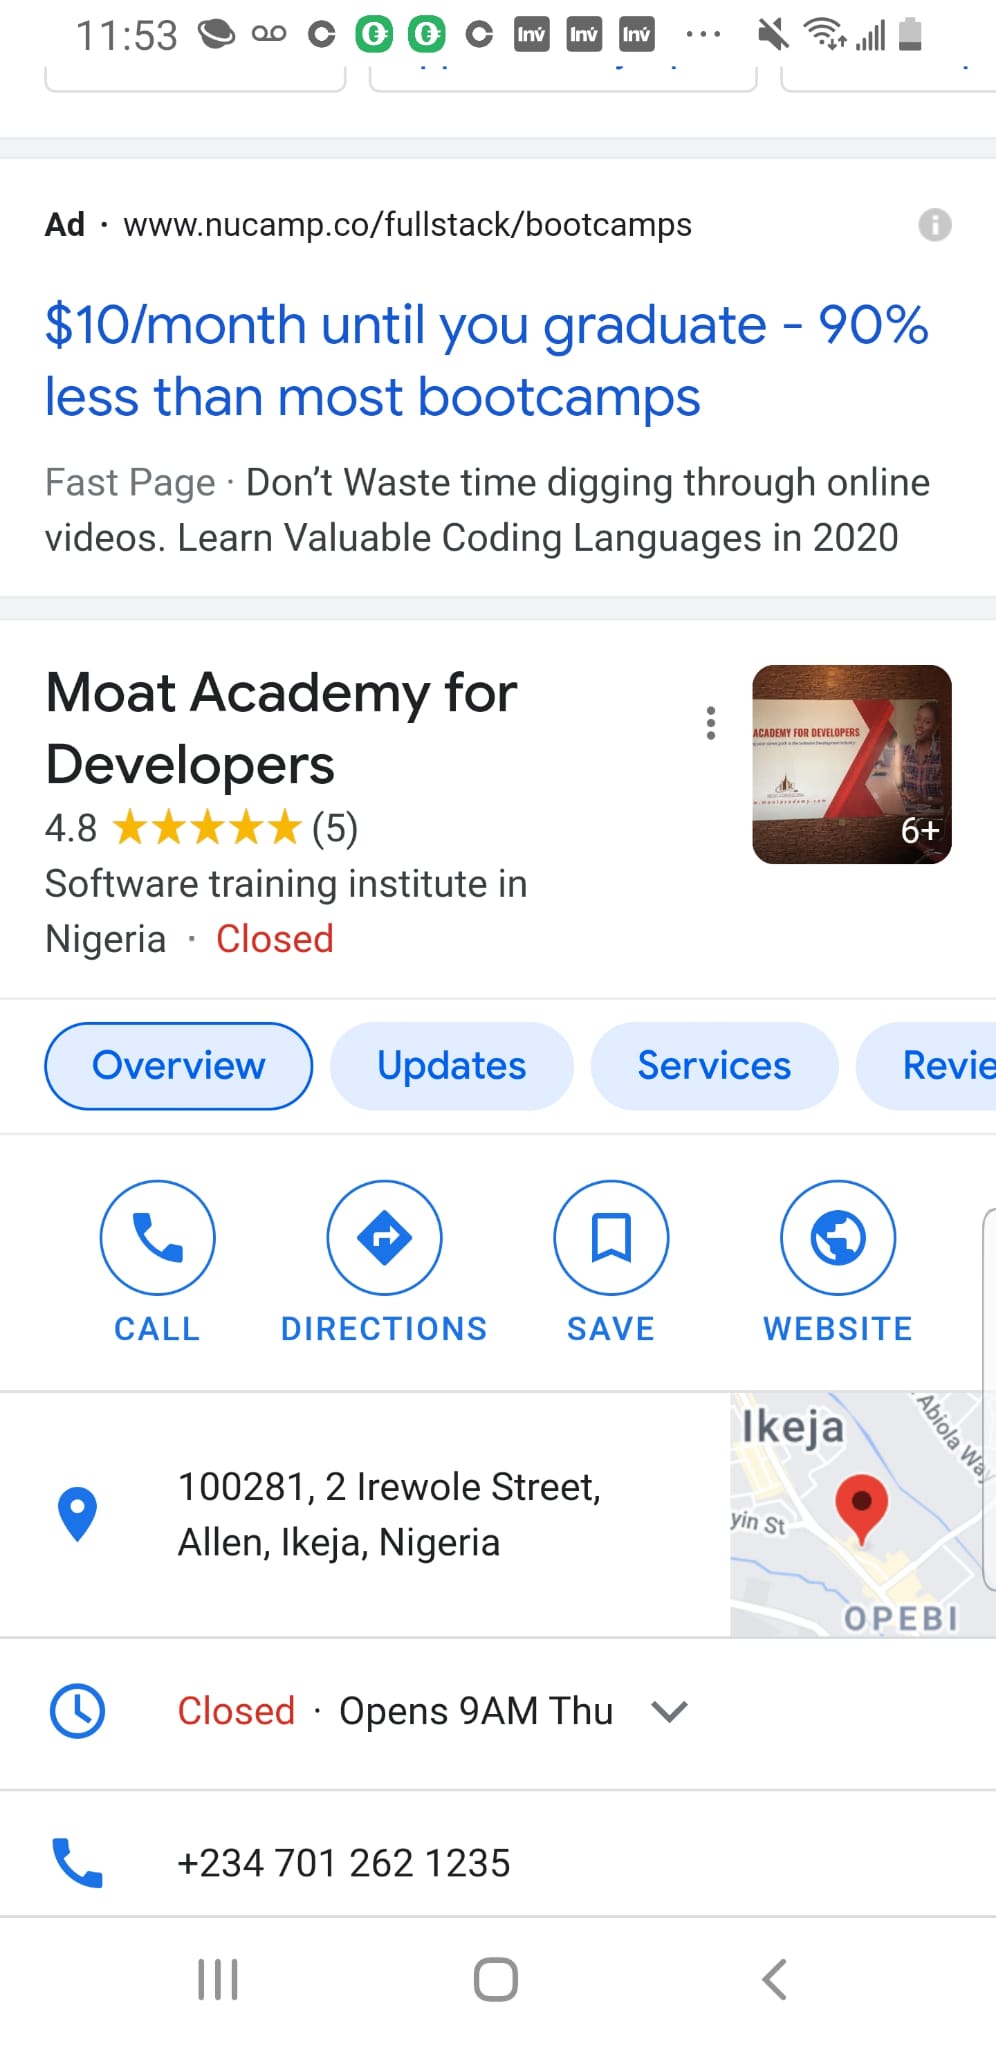 11:53
Inv Inv Inv
Ad · www.nucamp.co/fullstack/bootcamps
$10/month until you graduate - 90%
less than most bootcamps
Fast Page · Don't Waste time digging through online
videos. Learn Valuable Coding Languages in 2020
Moat Academy for
Developers
4.8 (5)
Software training institute in
Nigeria · Closed
ACADEMY FOR DEVELOPERS
6+
Overview Updates Services Revie
CALL DIRECTIONS SAVE WEBSITE
100281, 2 Irewole Street,
Allen, Ikeja, Nigeria
Ikeja
Abiola Way
yin St
OPEBI
Closed · Opens 9AM Thu
+234 701 262 1235